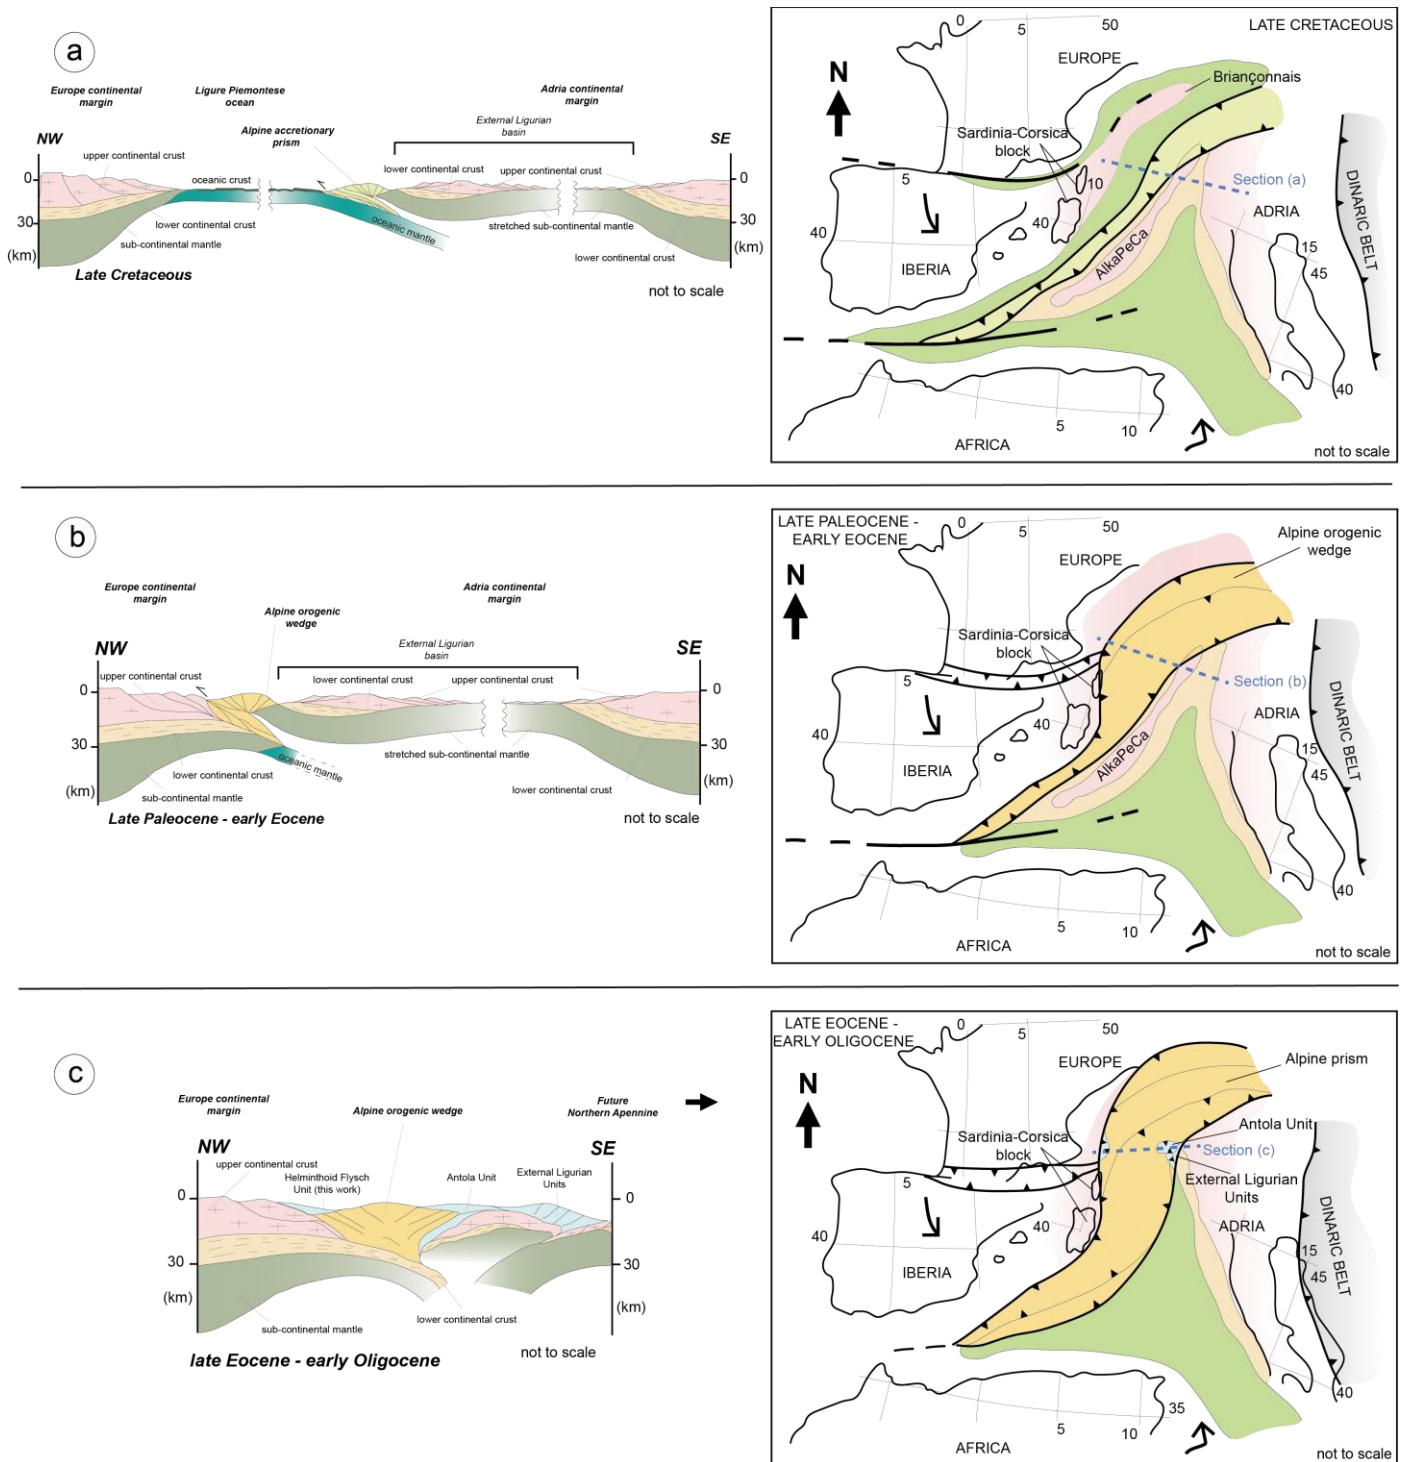 a
Europe continental
margin
Ligure Piemontese
ocean
Adria continental
margin
Alpine accretionary
prism
External Ligurian
basin
NW
SE
upper continental crust
oceanic crust
lower continental crust
upper continental crust
0
0
30
30
(km)
(km)
lower continental crust
sub-continental mantle
oceanic mantle
stretched sub-continental mantle
lower continental crust
Late Cretaceous
not to scale
LATE CRETACEOUS
0
5
50
EUROPE
N
Briançonnais
Sardinia-Corsica
block
5
10
Section (a)
40
40
ADRIA
IBERIA
AlKaPeCa
15
45
DINARIC BELT
40
5
10
AFRICA
not to scale
b
Europe continental
margin
Adria continental
margin
Alpine orogenic
wedge
External Ligurian
basin
NW
SE
upper continental crust
lower continental crust
upper continental crust
0
0
30
30
(km)
(km)
oceanic mantle
stretched sub-continental mantle
lower continental crust
sub-continental mantle
lower continental crust
Late Paleocene - early Eocene
not to scale
LATE PALEOCENE -
EARLY EOCENE
0
5
50
EUROPE
Alpine orogenic
wedge
N
Sardinia-Corsica
block
5
Section (b)
40
40
ADRIA
IBERIA
AlkaPeCa
15
45
DINARIC BELT
40
5
10
AFRICA
not to scale
c
Europe continental
margin
Alpine orogenic wedge
Future
Northern Apennine
NW
SE
upper continental crust
Helminthoid Flysch
Unit (this work)
Antola Unit
External Ligurian
Units
0
0
30
30
(km)
(km)
lower continental crust
sub-continental mantle
late Eocene - early Oligocene
not to scale
LATE EOCENE -
EARLY OLIGOCENE
0
5
50
EUROPE
Alpine prism
N
Antola Unit
Sardinia-Corsica
block
Section (c)
5
External Ligurian
Units
40
40
ADRIA
IBERIA
15
45
DINARIC BELT
40
35
5
10
AFRICA
not to scale